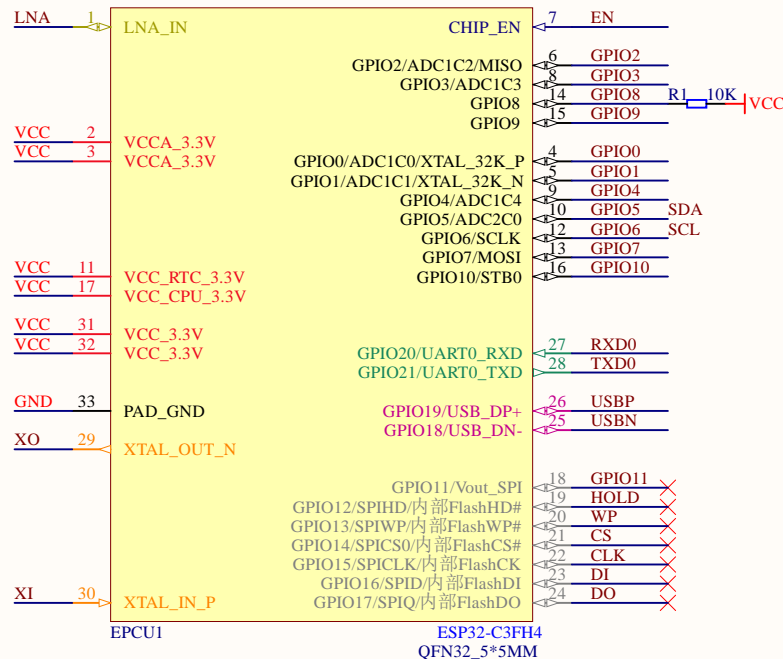 LNA 1 LNA_IN CHIP_EN 7 EN
GPIO2/ADC1C2/MISO 6 GPIO2
GPIO3/ADC1C3 8 GPIO3
GPIO8 14 GPIO8 R1 10K VCC
GPIO9 15 GPIO9
VCC 2 VCCA_3.3V
VCC 3 VCCA_3.3V
GPIO0/ADC1C0/XTAL_32K_P 4 GPIO0
GPIO1/ADC1C1/XTAL_32K_N 5 GPIO1
GPIO4/ADC1C4 9 GPIO4
GPIO5/ADC2C0 10 GPIO5 SDA
GPIO6/SCLK 12 GPIO6 SCL
GPIO7/MOSI 13 GPIO7
GPIO10/STB0 16 GPIO10
VCC 11 VCC_RTC_3.3V
VCC 17 VCC_CPU_3.3V
VCC 31 VCC_3.3V
VCC 32 VCC_3.3V
GPIO20/UART0_RXD 27 RXD0
GPIO21/UART0_TXD 28 TXD0
GND 33 PAD_GND
GPIO19/USB_DP+ 26 USBP
GPIO18/USB_DN- 25 USBN
XO 29 XTAL_OUT_N
GPIO11/Vout_SPI 18 GPIO11
GPIO12/SPIHD/内部FlashHD# 19 HOLD
GPIO13/SPIWP/内部FlashWP# 20 WP
GPIO14/SPICS0/内部FlashCS# 21 CS
GPIO15/SPICLK/内部FlashCK 22 CLK
GPIO16/SPID/内部FlashDI 23 DI
XI 30 XTAL_IN_P GPIO17/SPIQ/内部FlashDO 24 DO
EPCU1 ESP32-C3FH4
QFN32_5*5MM